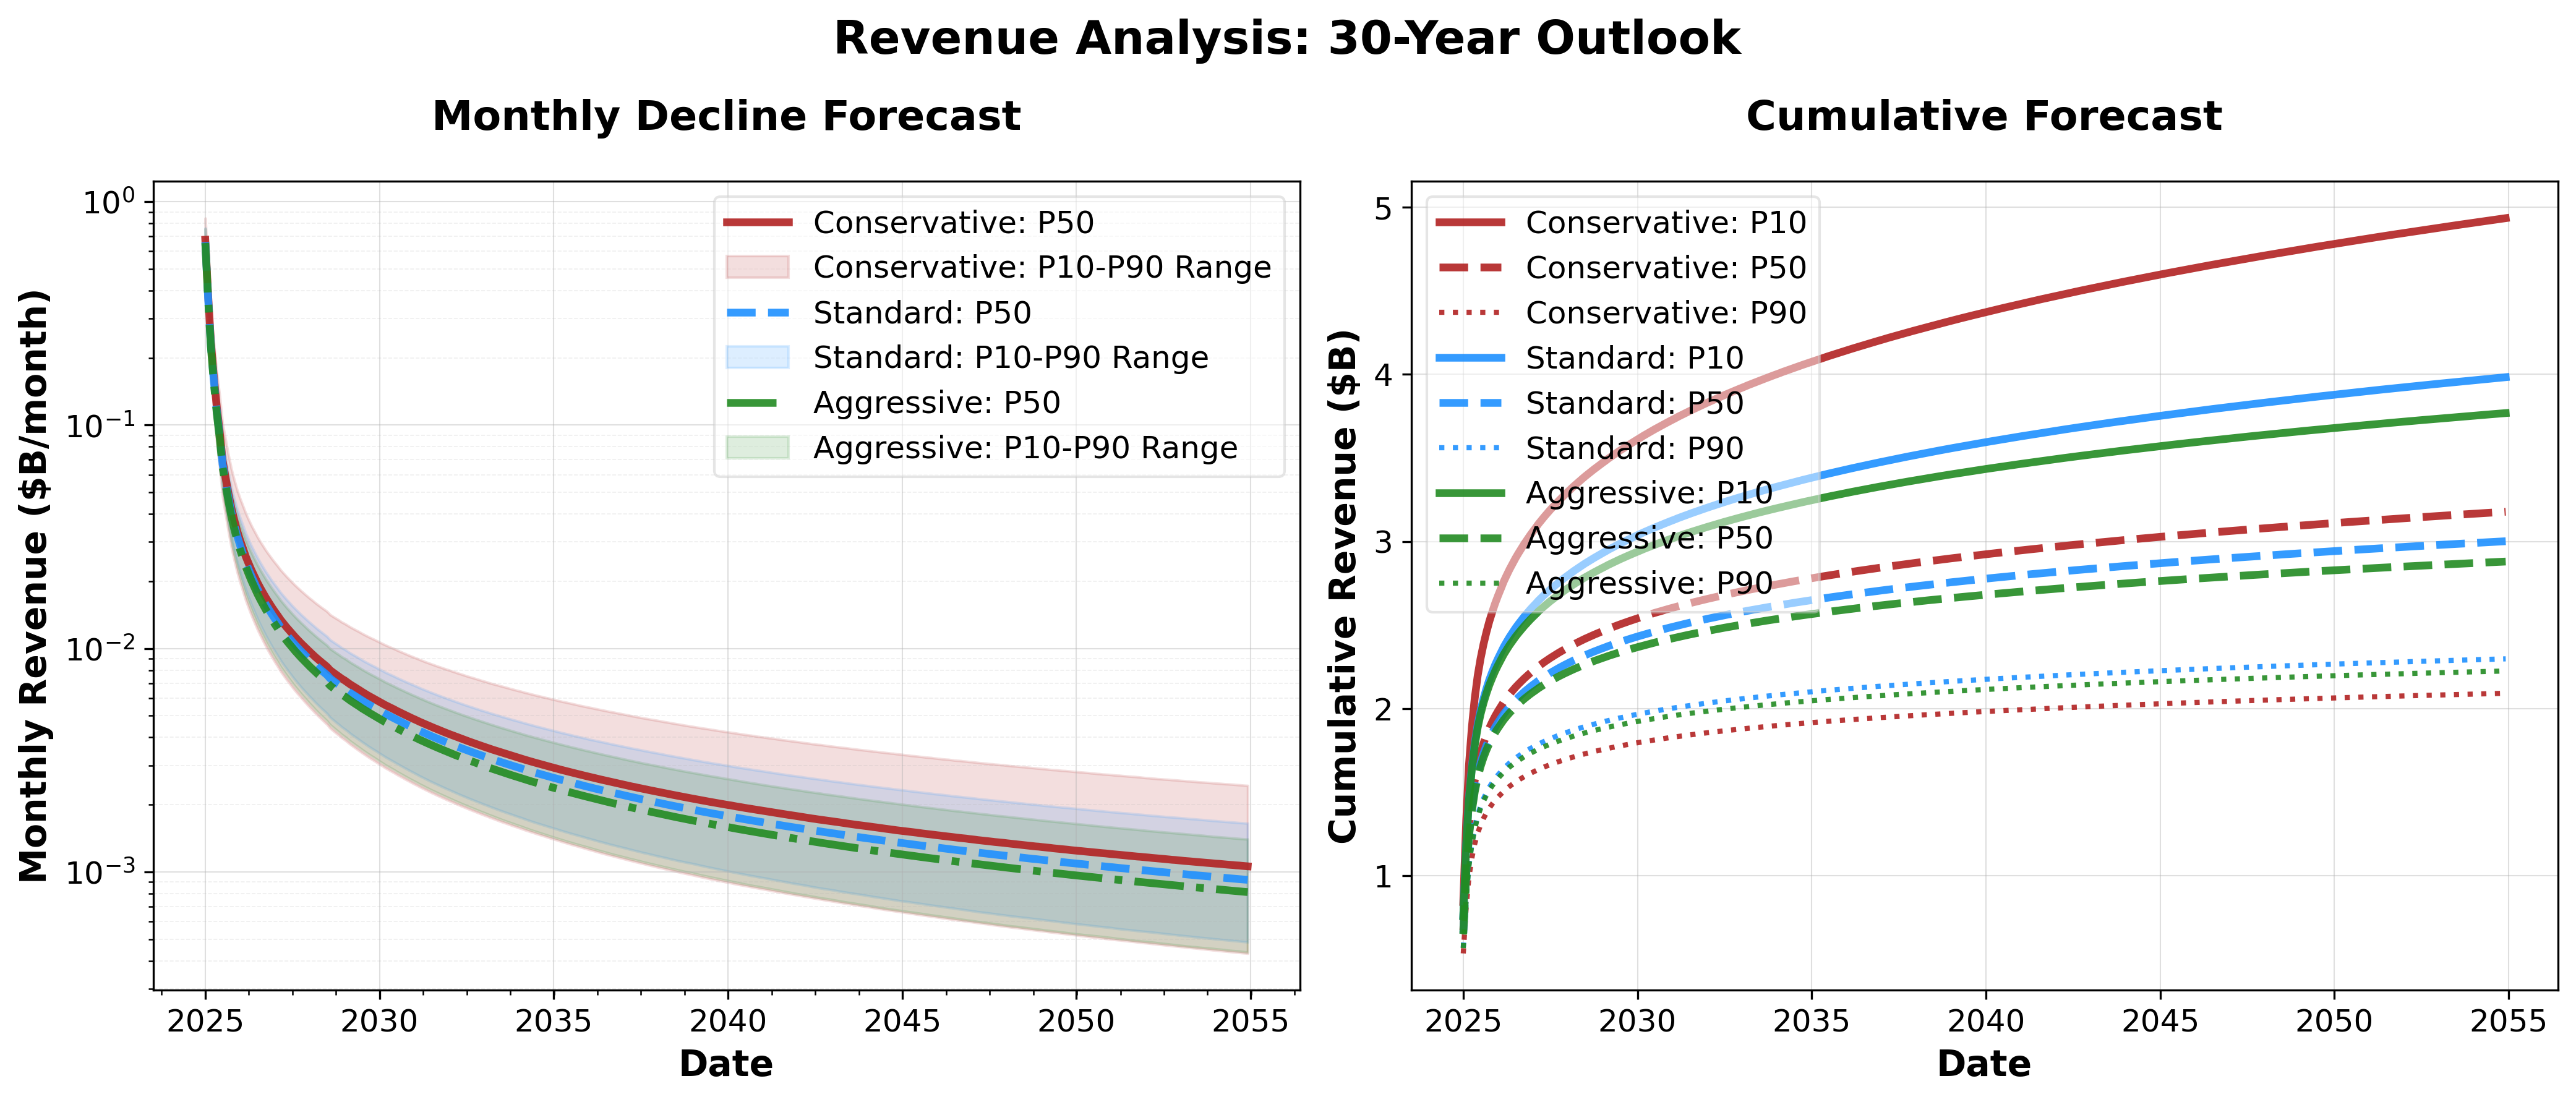 Revenue Analysis: 30-Year Outlook
Monthly Decline Forecast
Monthly Revenue ($B/month)
10⁰
10⁻¹
10⁻²
10⁻³
Conservative: P50
Conservative: P10-P90 Range
Standard: P50
Standard: P10-P90 Range
Aggressive: P50
Aggressive: P10-P90 Range
2025 2030 2035 2040 2045 2050 2055
Date
Cumulative Forecast
Cumulative Revenue ($B)
5
4
3
2
1
Conservative: P10
Conservative: P50
Conservative: P90
Standard: P10
Standard: P50
Standard: P90
Aggressive: P10
Aggressive: P50
Aggressive: P90
2025 2030 2035 2040 2045 2050 2055
Date